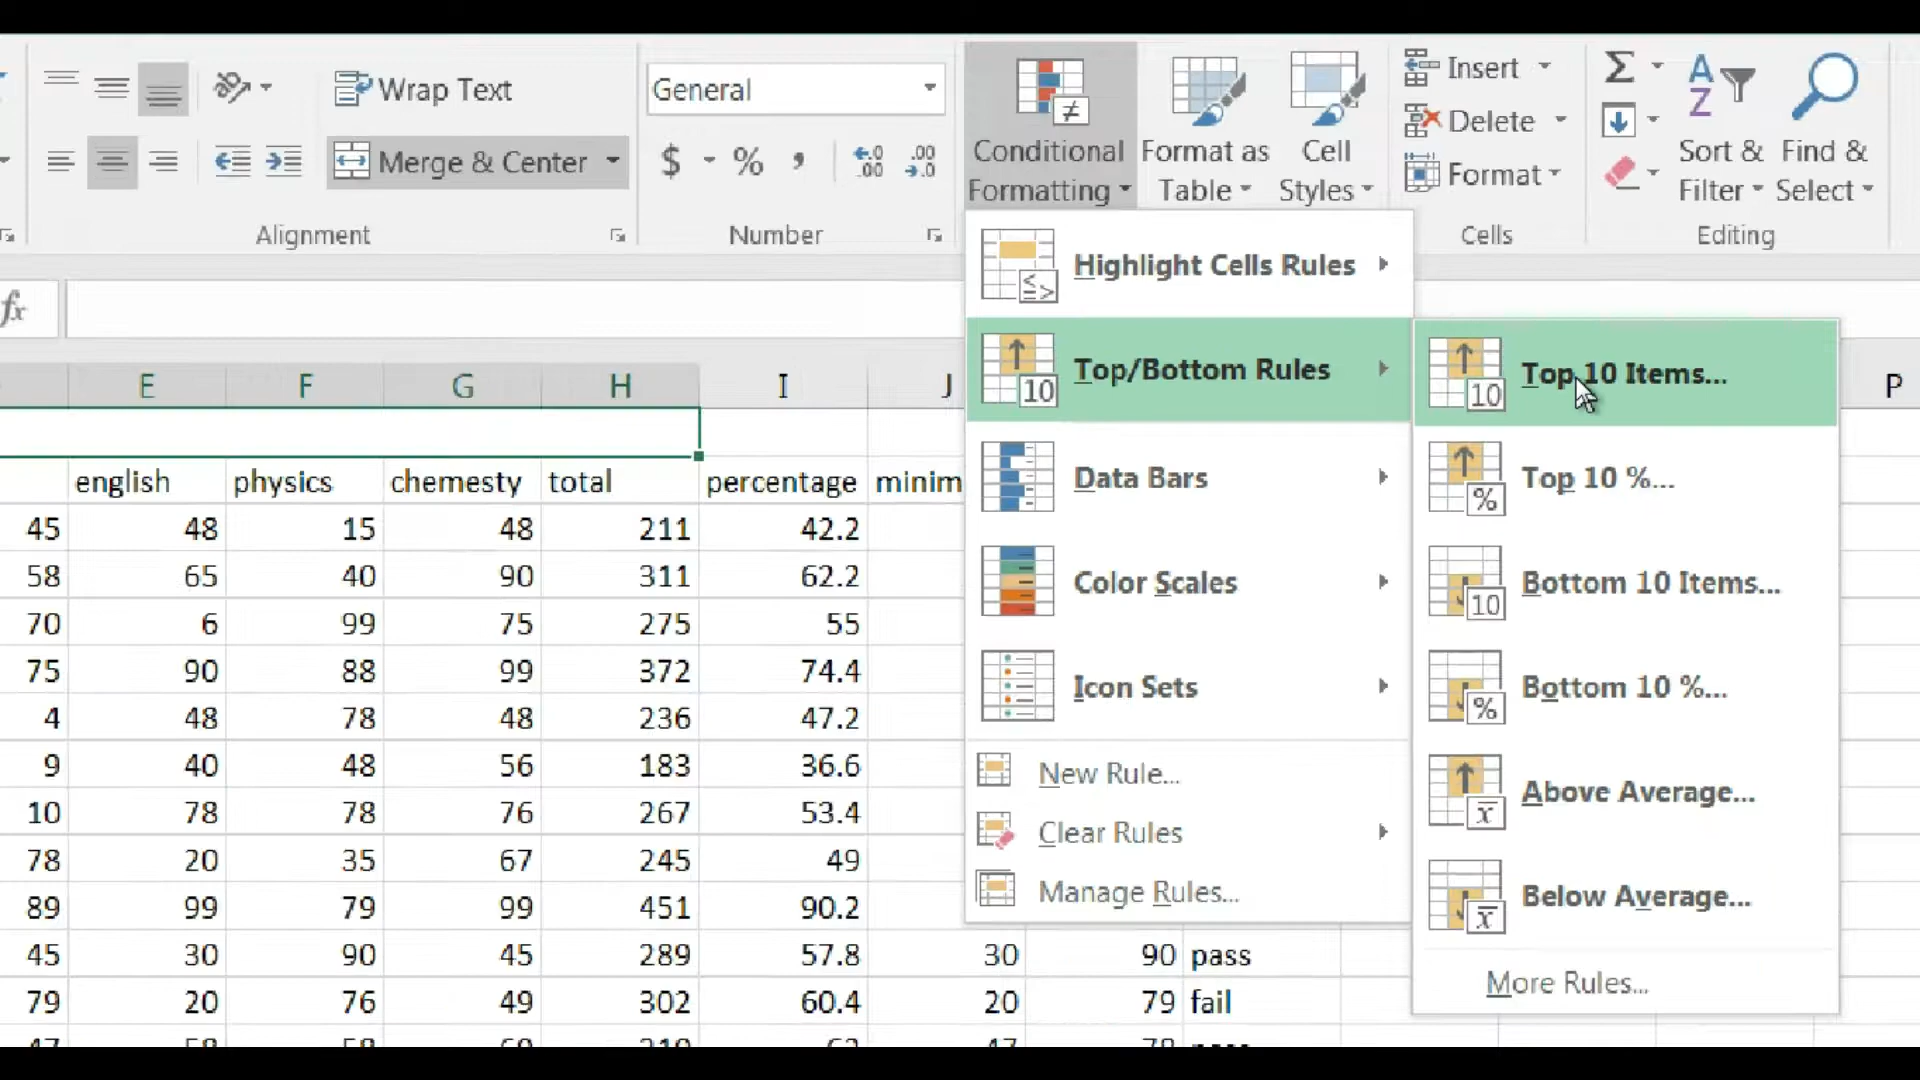 Wrap Text
General
Insert
Delete
Format
Merge & Center
$ % ,
Conditional Formatting
Format as Table
Cell Styles
Sort & Filter
Find & Select
Alignment
Number
Cells
Editing
fx
E F G H I J P
Highlight Cells Rules
Top/Bottom Rules
Data Bars
Color Scales
Icon Sets
New Rule...
Clear Rules
Manage Rules...
Top 10 Items...
Top 10 %...
Bottom 10 Items...
Bottom 10 %...
Above Average...
Below Average...
More Rules...
english physics chemesty total percentage minim
45 48 15 48 211 42.2
58 65 40 90 311 62.2
70 6 99 75 275 55
75 90 88 99 372 74.4
4 48 78 48 236 47.2
9 40 48 56 183 36.6
10 78 78 76 267 53.4
78 20 35 67 245 49
89 99 79 99 451 90.2
45 30 90 45 289 57.8 30 90 pass
79 20 76 49 302 60.4 20 79 fail